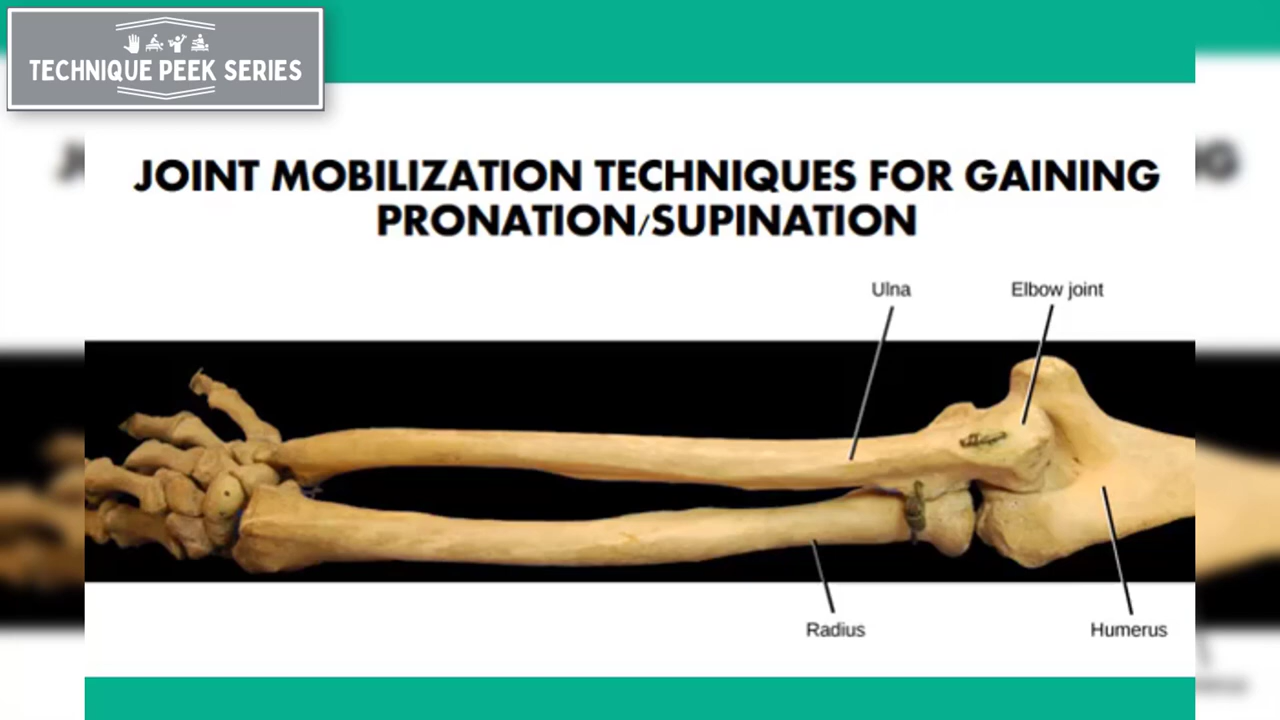 TECHNIQUE PEEK SERIES
JOINT MOBILIZATION TECHNIQUES FOR GAINING
PRONATION/SUPINATION
Ulna
Elbow joint
Radius
Humerus